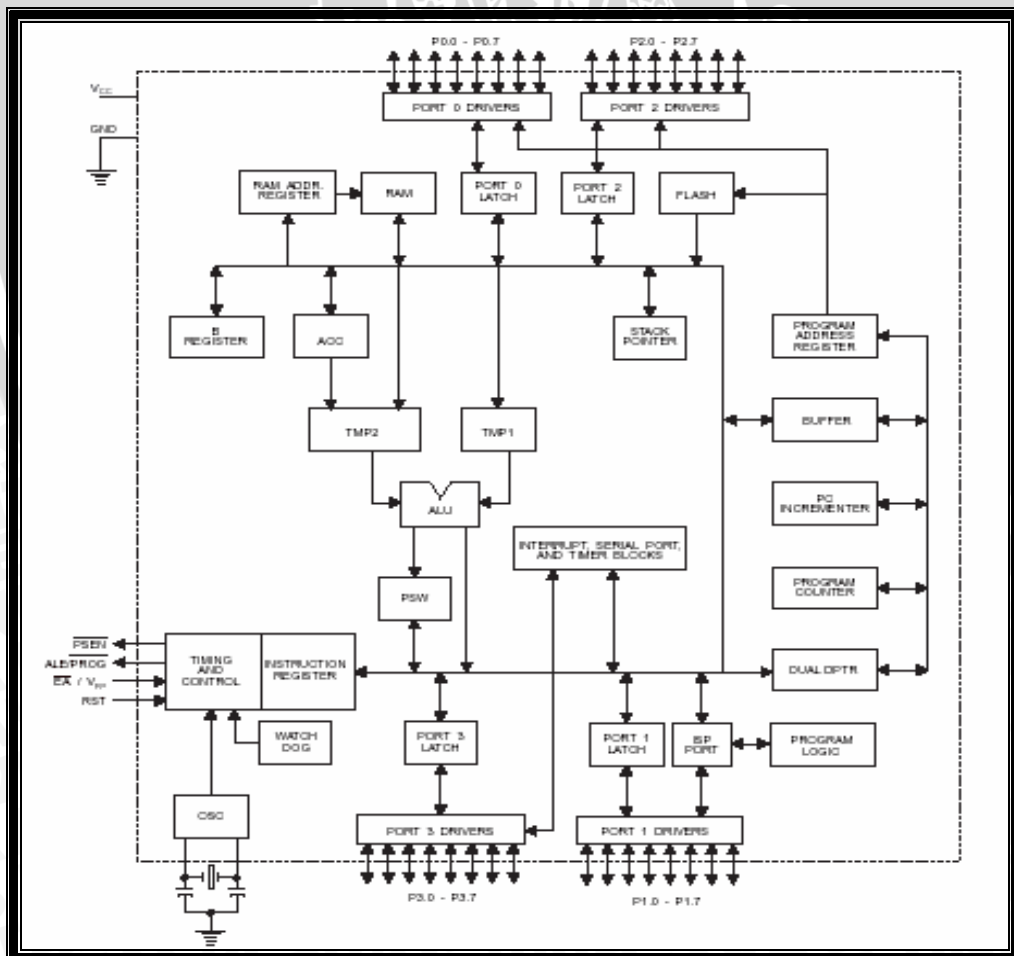 P0.0 - P0.7
P2.0 - P2.7
VCC
PORT 0 DRIVERS
PORT 2 DRIVERS
GND
RAM ADDR.
REGISTER
RAM
PORT 0
LATCH
PORT 2
LATCH
FLASH
B
REGISTER
ACC
STACK
POINTER
PROGRAM
ADDRESS
REGISTER
TMP2
TMP1
BUFFER
ALU
PC
INCREMENTER
INTERRUPT, SERIAL PORT,
AND TIMER BLOCKS
PSW
PROGRAM
COUNTER
PSEN
ALE/PROG
EA / VPP
RST
TIMING
AND
CONTROL
INSTRUCTION
REGISTER
DUAL DPTR
WATCH
DOG
PORT 3
LATCH
PORT 1
LATCH
ISP
PORT
PROGRAM
LOGIC
OSC
PORT 3 DRIVERS
PORT 1 DRIVERS
P3.0 - P3.7
P1.0 - P1.7